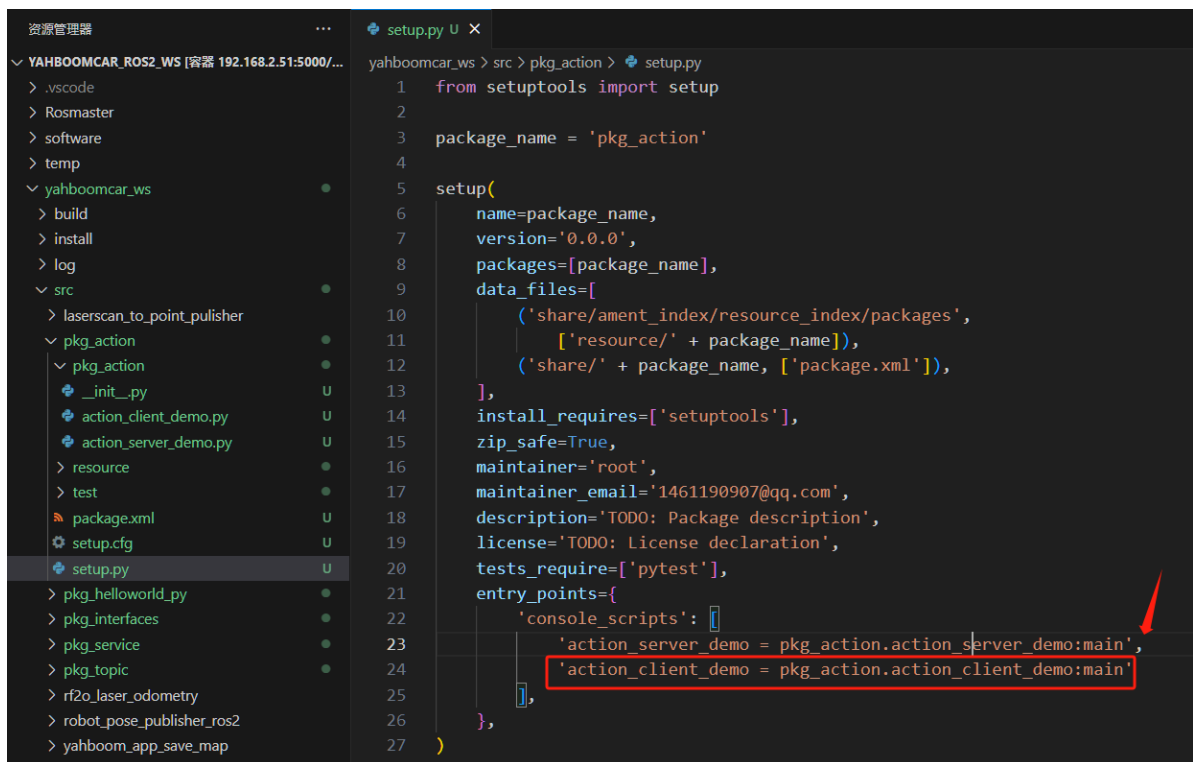 资源管理器
YAHBOOMCAR_ROS2_WS [容器 192.168.2.51:5000/...
.vscode
Rosmaster
software
temp
yahboomcar_ws
build
install
log
src
laserscan_to_point_pulisher
pkg_action
pkg_action
__init__.py U
action_client_demo.py U
action_server_demo.py U
resource
test
package.xml U
setup.cfg U
setup.py U
pkg_helloworld_py
pkg_interfaces
pkg_service
pkg_topic
rf2o_laser_odometry
robot_pose_publisher_ros2
yahboom_app_save_map
setup.py U
yahboomcar_ws > src > pkg_action > setup.py
1 from setuptools import setup
2
3 package_name = 'pkg_action'
4
5 setup(
6 name=package_name,
7 version='0.0.0',
8 packages=[package_name],
9 data_files=[
10 ('share/ament_index/resource_index/packages',
11 ['resource/' + package_name]),
12 ('share/' + package_name, ['package.xml']),
13 ],
14 install_requires=['setuptools'],
15 zip_safe=True,
16 maintainer='root',
17 maintainer_email='1461190907@qq.com',
18 description='TODO: Package description',
19 license='TODO: License declaration',
20 tests_require=['pytest'],
21 entry_points={
22 'console_scripts': [
23 'action_server_demo = pkg_action.action_server_demo:main',
24 'action_client_demo = pkg_action.action_client_demo:main'
25 ],
26 },
27 )